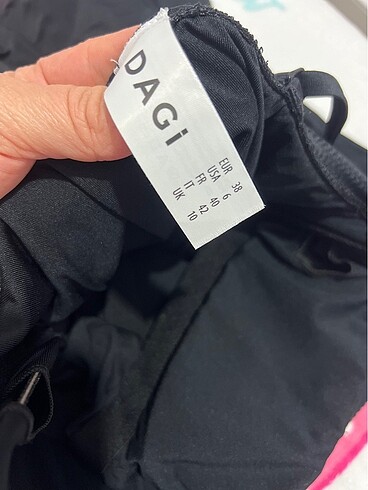 DAGi
EUR 38
USA 6
FR 40
IT 42
UK 10